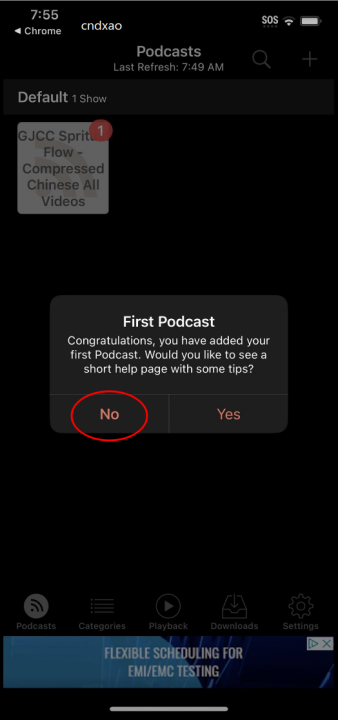 7:55
SOS
◀ Chrome
cndxao
Podcasts
Last Refresh: 7:49 AM
Default 1 Show
1
GJCC Sprit
Flow -
Compressed
Chinese All
Videos
First Podcast
Congratulations, you have added your
first Podcast. Would you like to see a
short help page with some tips?
No
Yes
Podcasts
Categories
Playback
Downloads
Settings
FLEXIBLE SCHEDULING FOR
EMI/EMC TESTING